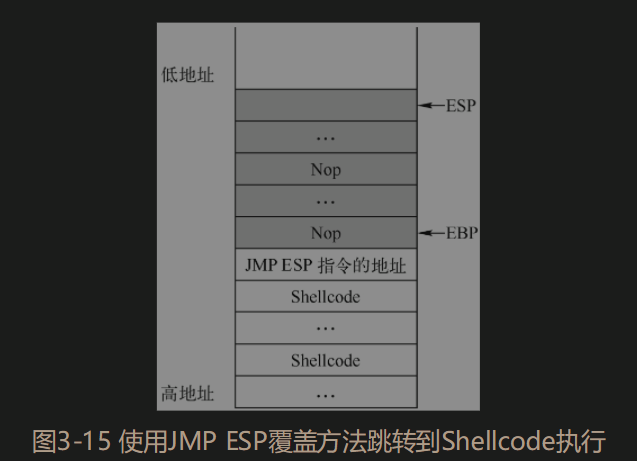 低地址
ESP
…
Nop
…
Nop
EBP
JMP ESP 指令的地址
Shellcode
…
Shellcode
高地址
…
图3-15 使用JMP ESP覆盖方法跳转到Shellcode执行